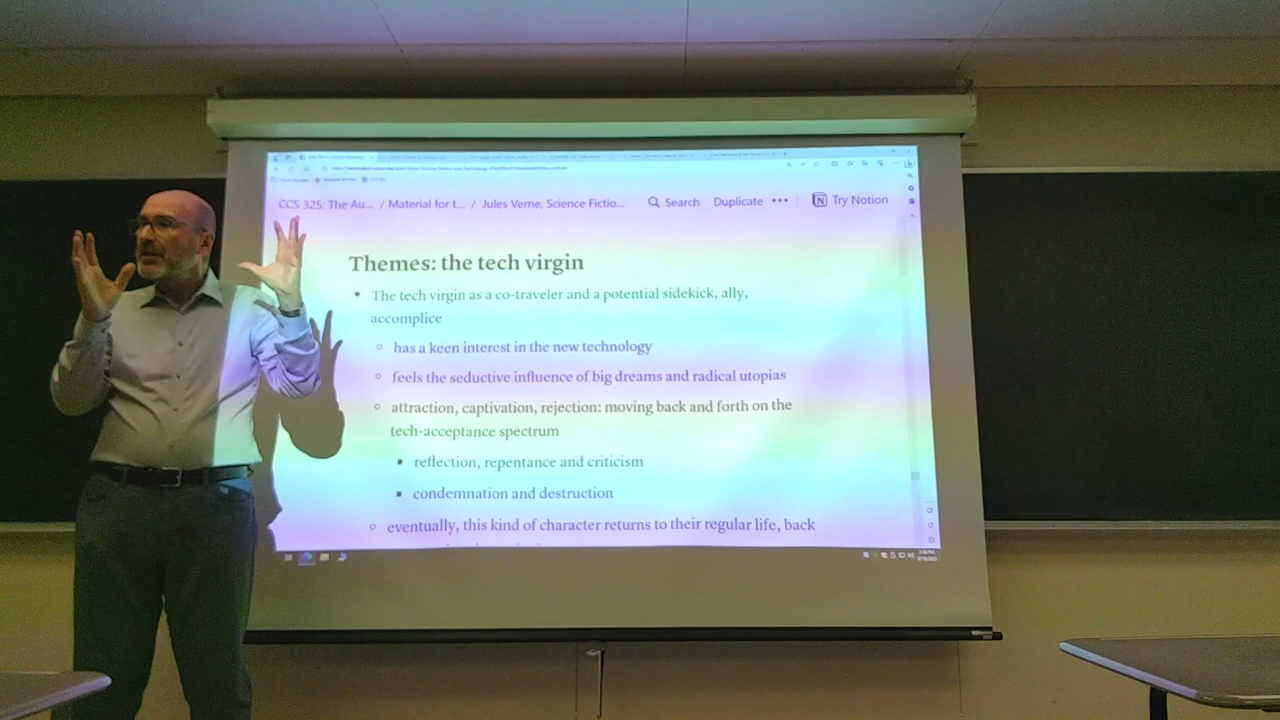 CCS 325: The Au... / Material for t... / Jules Verne, Science Fictio... Search Duplicate ••• Try Notion
Themes: the tech virgin
• The tech virgin as a co-traveler and a potential sidekick, ally,
accomplice
○ has a keen interest in the new technology
○ feels the seductive influence of big dreams and radical utopias
○ attraction, captivation, rejection: moving back and forth on the
tech-acceptance spectrum
▪ reflection, repentance and criticism
▪ condemnation and destruction
○ eventually, this kind of character returns to their regular life, back